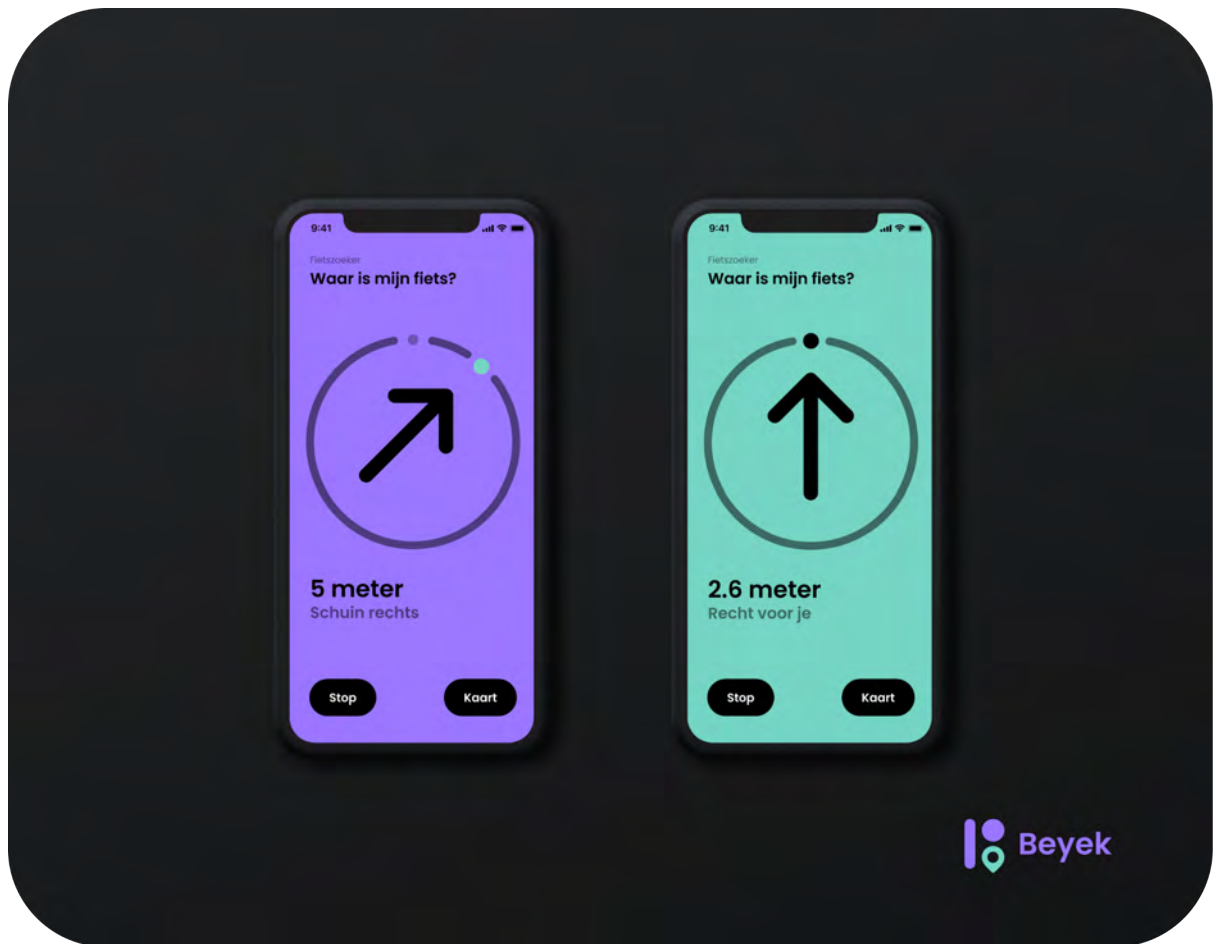 9:41
Fietszoeker
Waar is mijn fiets?
5 meter
Schuin rechts
Stop
Kaart
9:41
Fietszoeker
Waar is mijn fiets?
2.6 meter
Recht voor je
Stop
Kaart
Beyek